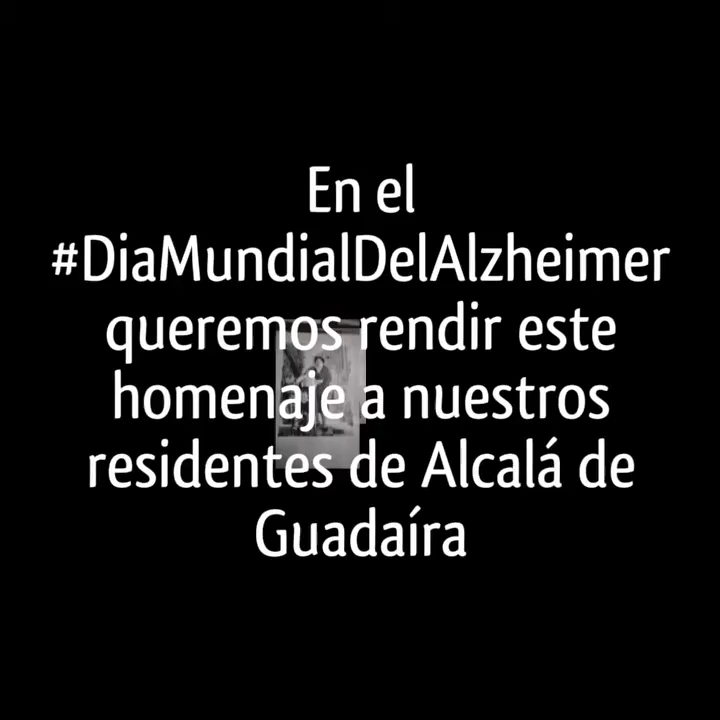 En el
#DiaMundialDelAlzheimer
queremos rendir este
homenaje a nuestros
residentes de Alcalá de
Guadaíra